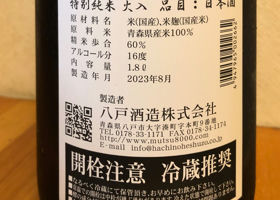 特別純米 火入 品目：日本酒
原材料名 米(国産)、米麹(国産米)
原料米 青森県産米100%
精米歩合 60%
アルコール分 16度
内容量 1.8ℓ
製造年月 2023年8月
製造者
八戸酒造株式会社
青森県八戸市大字湊町字本町9番地
TEL 0178-33-1171 FAX 0178-34-1174
http://www.mutsu8000.com
mail info@hachinoheshuzo.co.jp
開栓注意 冷蔵推奨